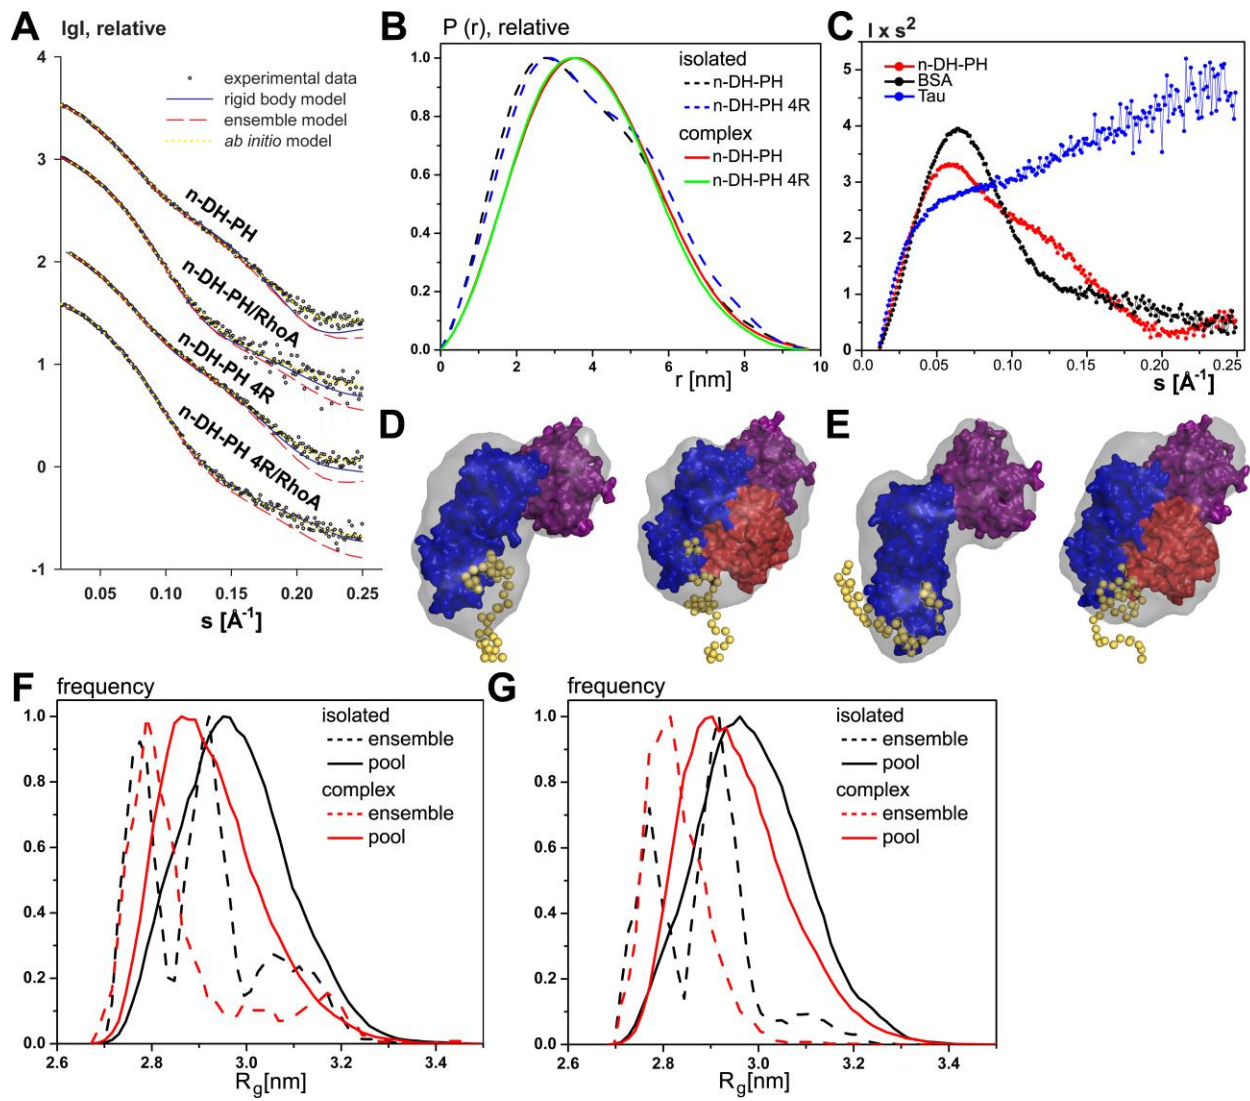 A
lgI, relative
4
3
2
1
0
-1
experimental data
rigid body model
ensemble model
ab initio model
n-DH-PH
n-DH-PH/RhoA
n-DH-PH 4R
n-DH-PH 4R/RhoA
0.05 0.10 0.15 0.20 0.25
s [Å⁻¹]
B
P (r), relative
1.0
0.8
0.6
0.4
0.2
0.0
isolated
n-DH-PH
n-DH-PH 4R
complex
n-DH-PH
n-DH-PH 4R
0 2 4 6 8 10
r [nm]
C
I x s²
5
4
3
2
1
0
n-DH-PH
BSA
Tau
0 0.05 0.10 0.15 0.20 0.25
s [Å⁻¹]
D
E
F
frequency
1.0
0.8
0.6
0.4
0.2
0.0
isolated
ensemble
pool
complex
ensemble
pool
2.6 2.8 3.0 3.2 3.4
Rg[nm]
G
frequency
1.0
0.8
0.6
0.4
0.2
0.0
isolated
ensemble
pool
complex
ensemble
pool
2.6 2.8 3.0 3.2 3.4
Rg[nm]